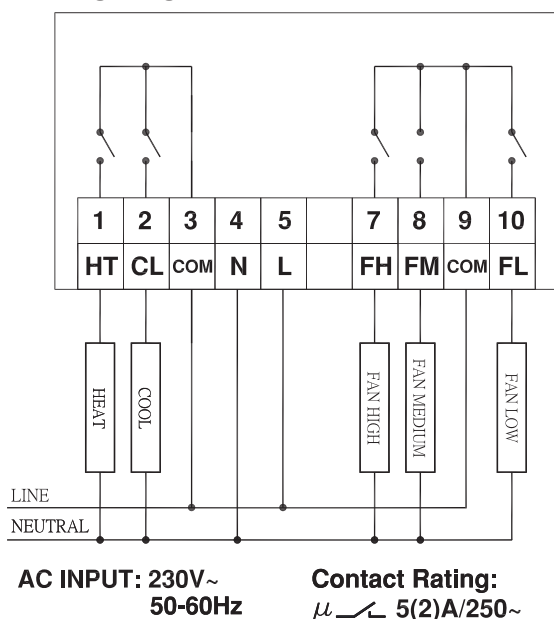 1 2 3 4 5 7 8 9 10
HT CL COM N L FH FM COM FL
HEAT
COOL
FAN HIGH
FAN MEDIUM
FAN LOW
LINE
NEUTRAL
AC INPUT: 230V~
50-60Hz
Contact Rating:
μ 5(2)A/250~